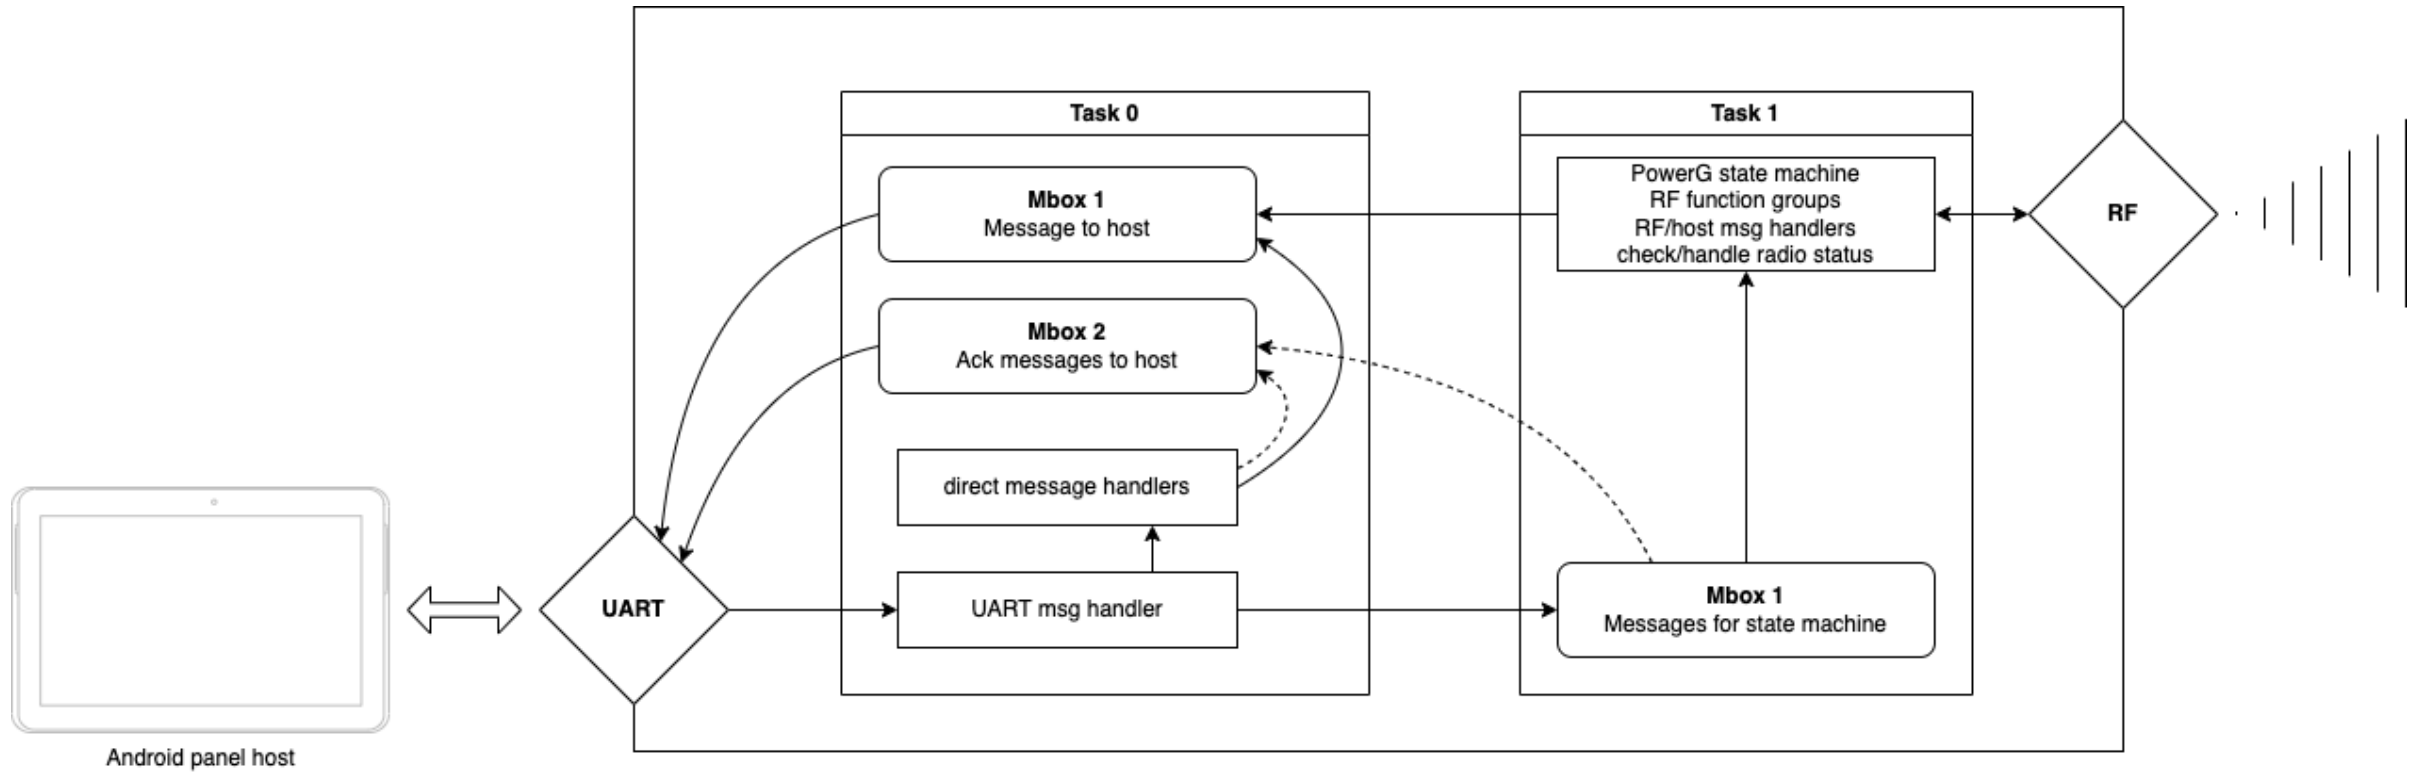 Task 0
Mbox 1
Message to host
Mbox 2
Ack messages to host
direct message handlers
UART msg handler
Task 1
PowerG state machine
RF function groups
RF/host msg handlers
check/handle radio status
Mbox 1
Messages for state machine
RF
UART
Android panel host